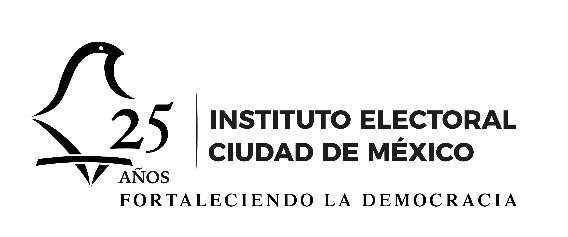 25
AÑOS
INSTITUTO ELECTORAL
CIUDAD DE MÉXICO
FORTALECIENDO LA DEMOCRACIA